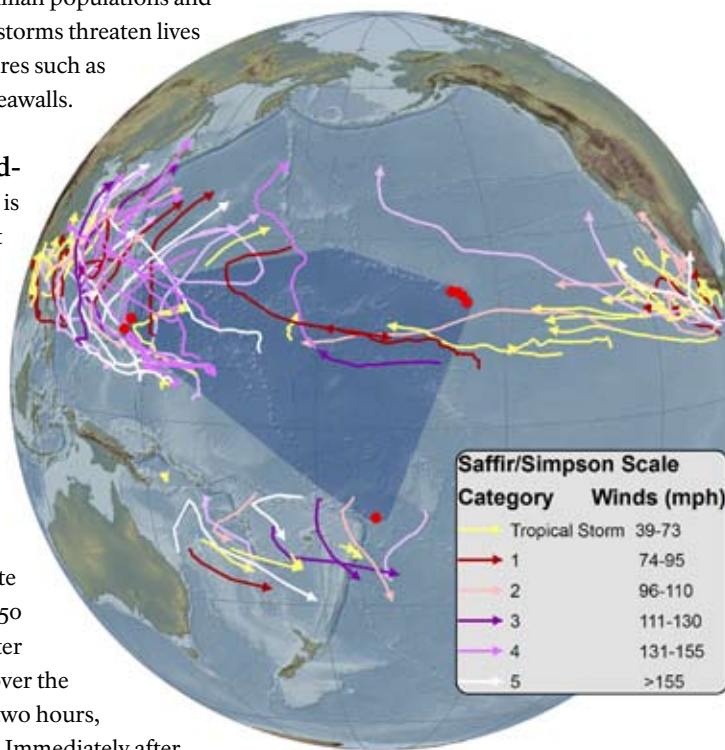 man populations and
storms threaten lives
res such as
eawalls.
d-
is
t
te
50
ter
ver the
two hours,
Immediately after
Saffir/Simpson Scale
Category Winds (mph)
Tropical Storm 39-73
1 74-95
2 96-110
3 111-130
4 131-155
5 >155